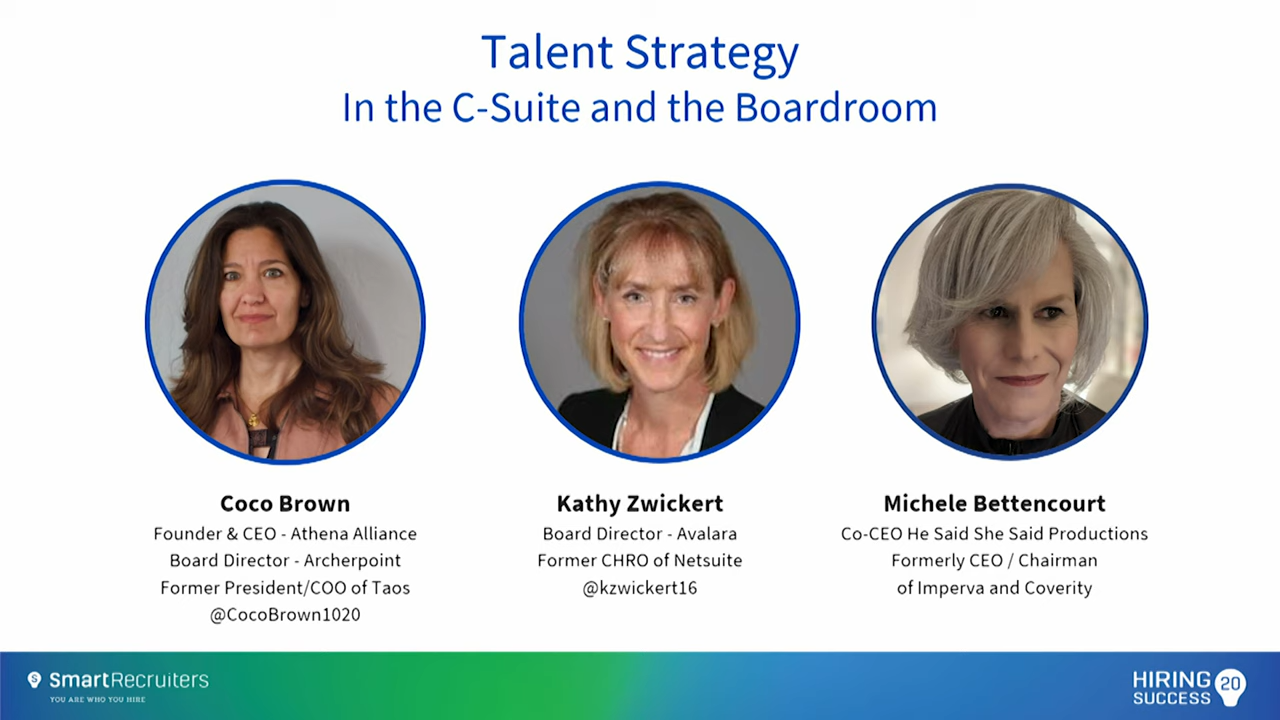 Talent Strategy
In the C-Suite and the Boardroom
Coco Brown
Founder & CEO - Athena Alliance
Board Director - Archerpoint
Former President/COO of Taos
@CocoBrown1020
Kathy Zwickert
Board Director - Avalara
Former CHRO of Netsuite
@kzwickert16
Michele Bettencourt
Co-CEO He Said She Said Productions
Formerly CEO / Chairman
of Imperva and Coverity
S SmartRecruiters
YOU ARE WHO YOU HIRE
HIRING
SUCCESS
20